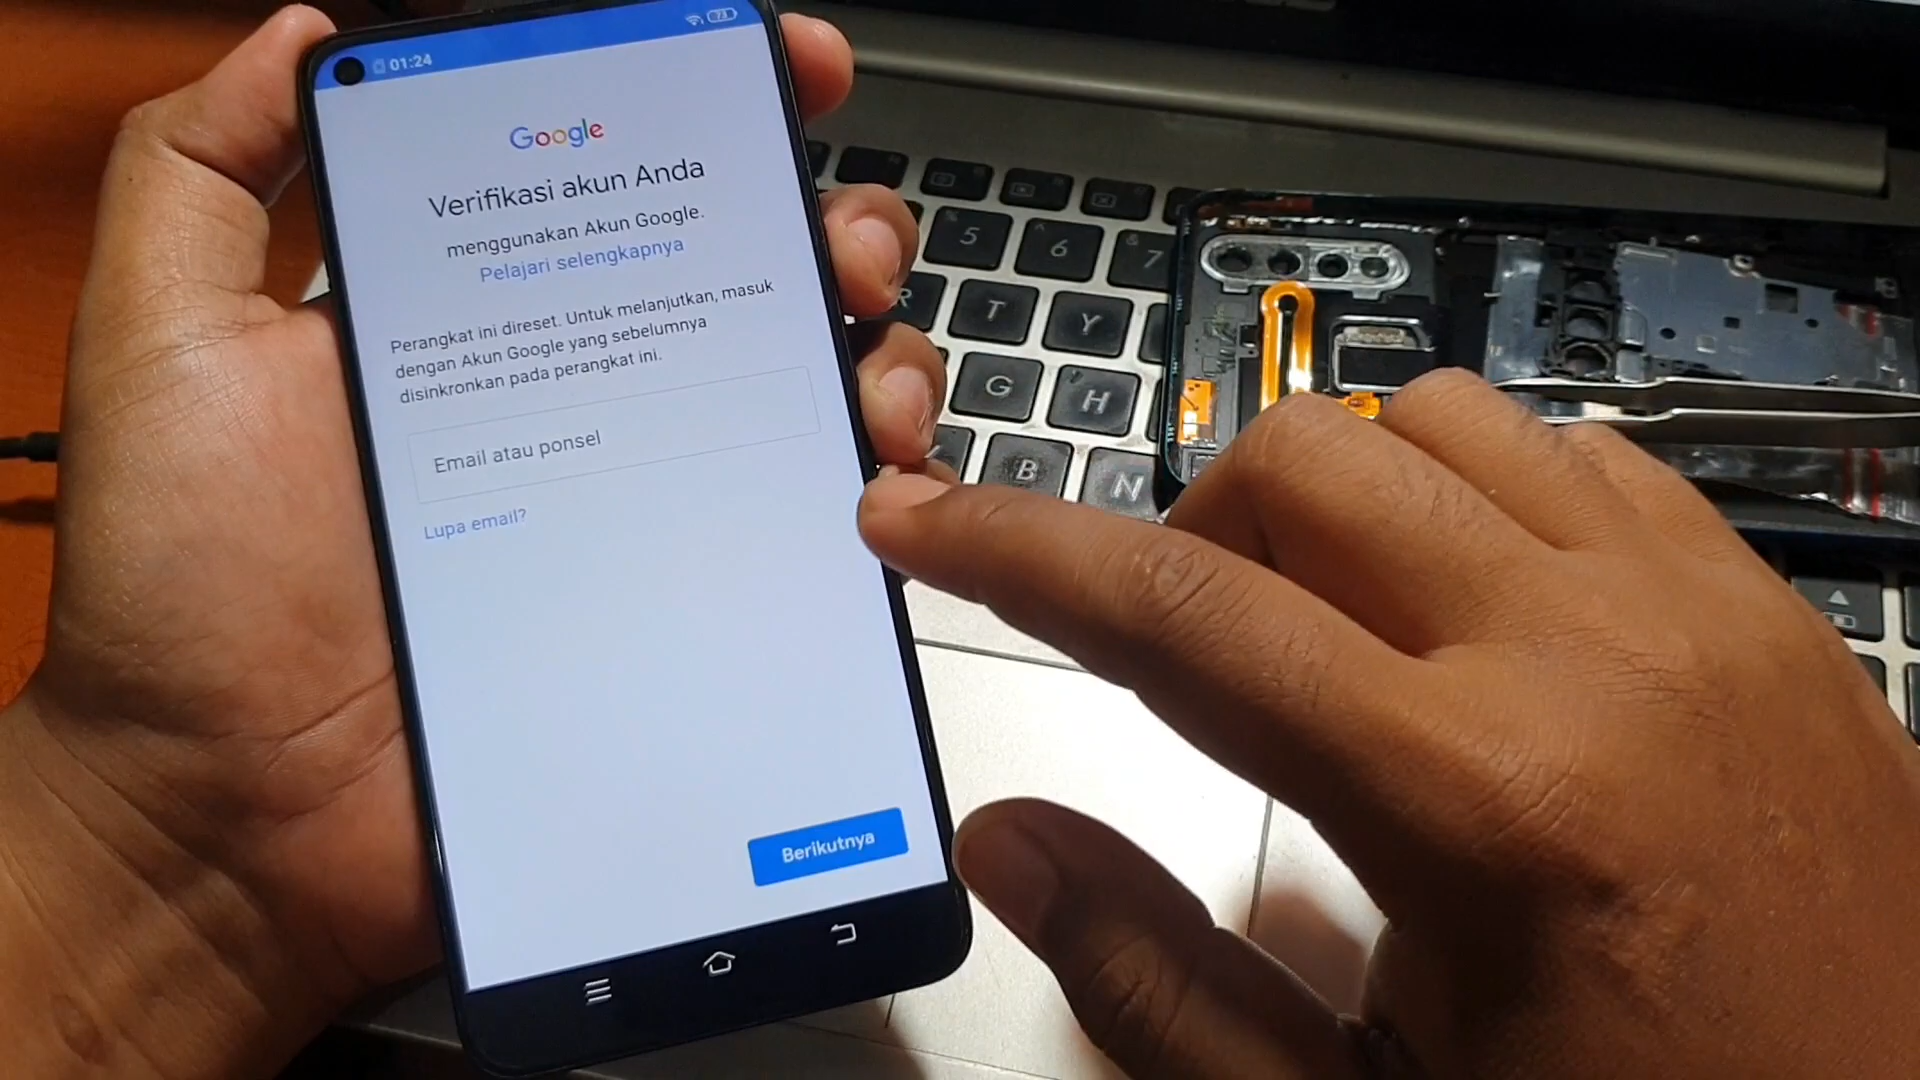 01:24
73
Google
Verifikasi akun Anda
menggunakan Akun Google.
Pelajari selengkapnya
Perangkat ini direset. Untuk melanjutkan, masuk
dengan Akun Google yang sebelumnya
disinkronkan pada perangkat ini.
Email atau ponsel
Lupa email?
Berikutnya
% 5
^ 6
& 7
R
T
Y
G
H
B
N